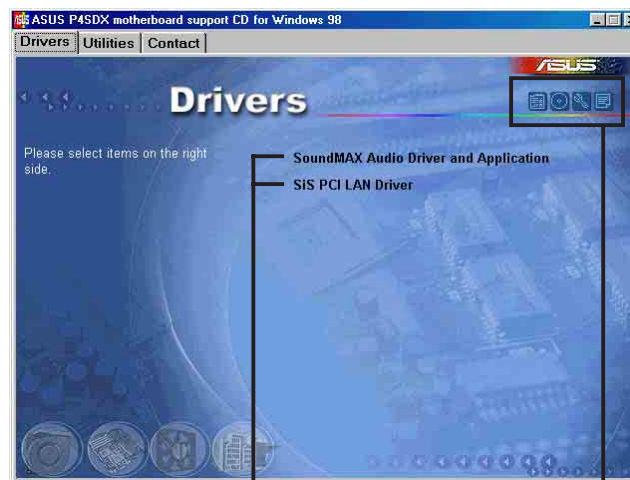 ASUS P4SDX motherboard support CD for Windows 98
Drivers Utilities Contact
ASUS
Drivers
Please select items on the right
side.
SoundMAX Audio Driver and Application
SiS PCI LAN Driver